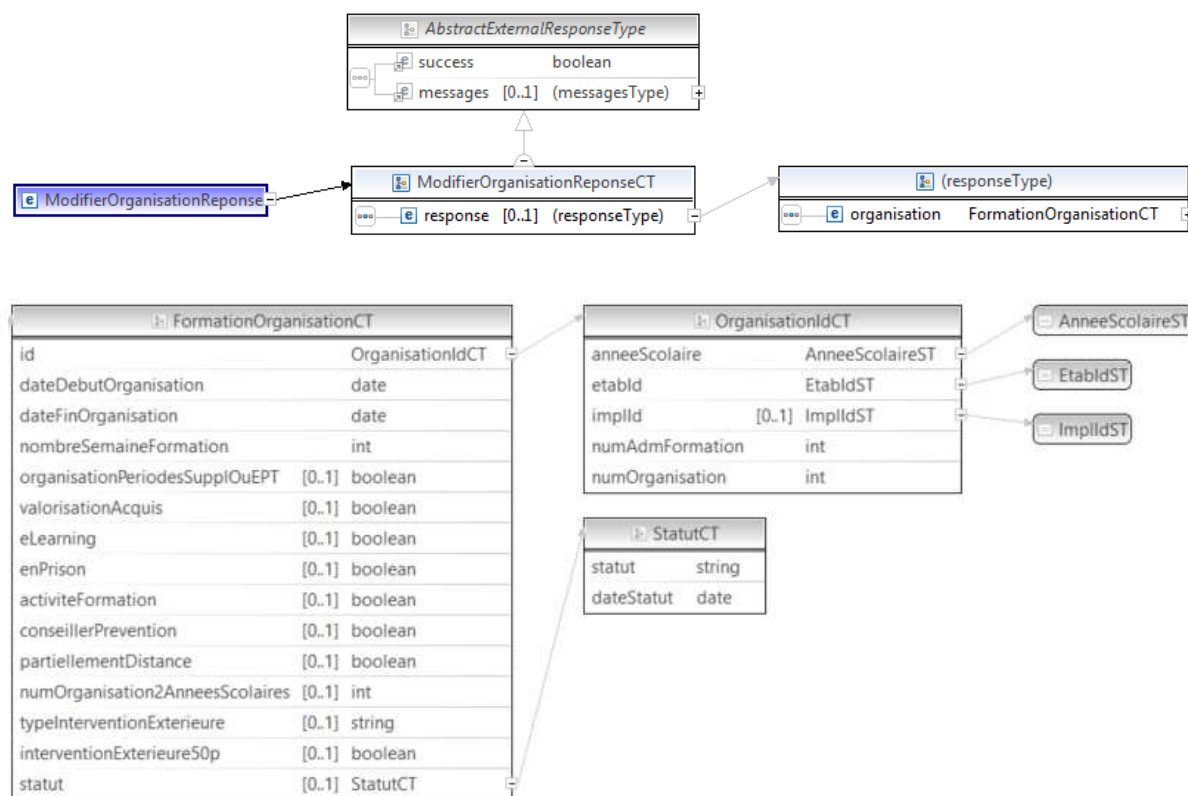 AbstractExternalResponseType
success boolean
messages [0..1] (messagesType)
ModifierOrganisationReponse
ModifierOrganisationReponseCT
response [0..1] (responseType)
(responseType)
organisation FormationOrganisationCT
FormationOrganisationCT
id OrganisationIdCT
dateDebutOrganisation date
dateFinOrganisation date
nombreSemaineFormation int
organisationPeriodesSupplOuEPT [0..1] boolean
valorisationAcquis [0..1] boolean
eLearning [0..1] boolean
enPrison [0..1] boolean
activiteFormation [0..1] boolean
conseillerPrevention [0..1] boolean
partiellementDistance [0..1] boolean
numOrganisation2AnneesScolaires [0..1] int
typeInterventionExterieure [0..1] string
interventionExterieure50p [0..1] boolean
statut [0..1] StatutCT
OrganisationIdCT
anneeScolaire AnneeScolaireST
etabId EtabIdST
implId [0..1] ImplIdST
numAdmFormation int
numOrganisation int
AnneeScolaireST
EtabIdST
ImplIdST
StatutCT
statut string
dateStatut date